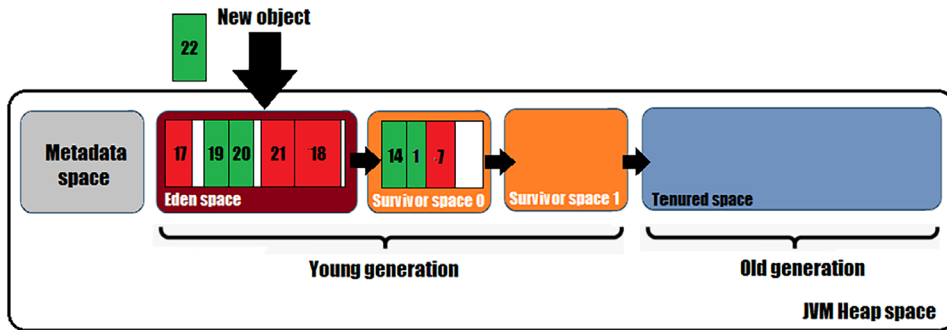 New object
22
Metadata
space
17
19
20
21
18
Eden space
14
1
7
Survivor space 0
Survivor space 1
Tenured space
Young generation
Old generation
JVM Heap space